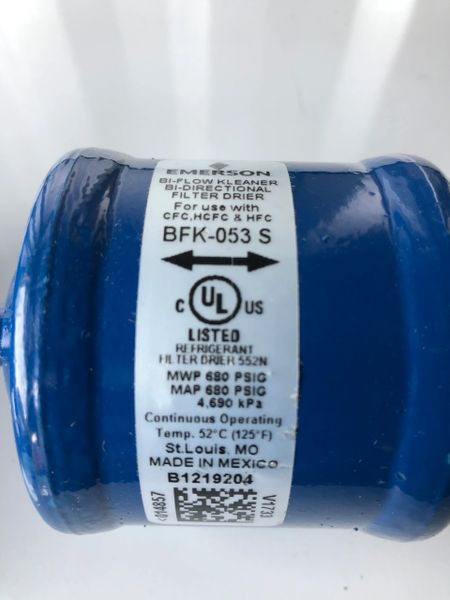 EMERSON
BI-FLOW KLEANER
BI-DIRECTIONAL
FILTER DRIER
For use with
CFC, HCFC & HFC
BFK-053 S
C UL US
LISTED
REFRIGERANT
FILTER DRIER 552N
MWP 680 PSIG
MAP 680 PSIG
4,690 kPa
Continuous Operating
Temp. 52°C (125°F)
St.Louis, MO
MADE IN MEXICO
B1219204
014857
V1733